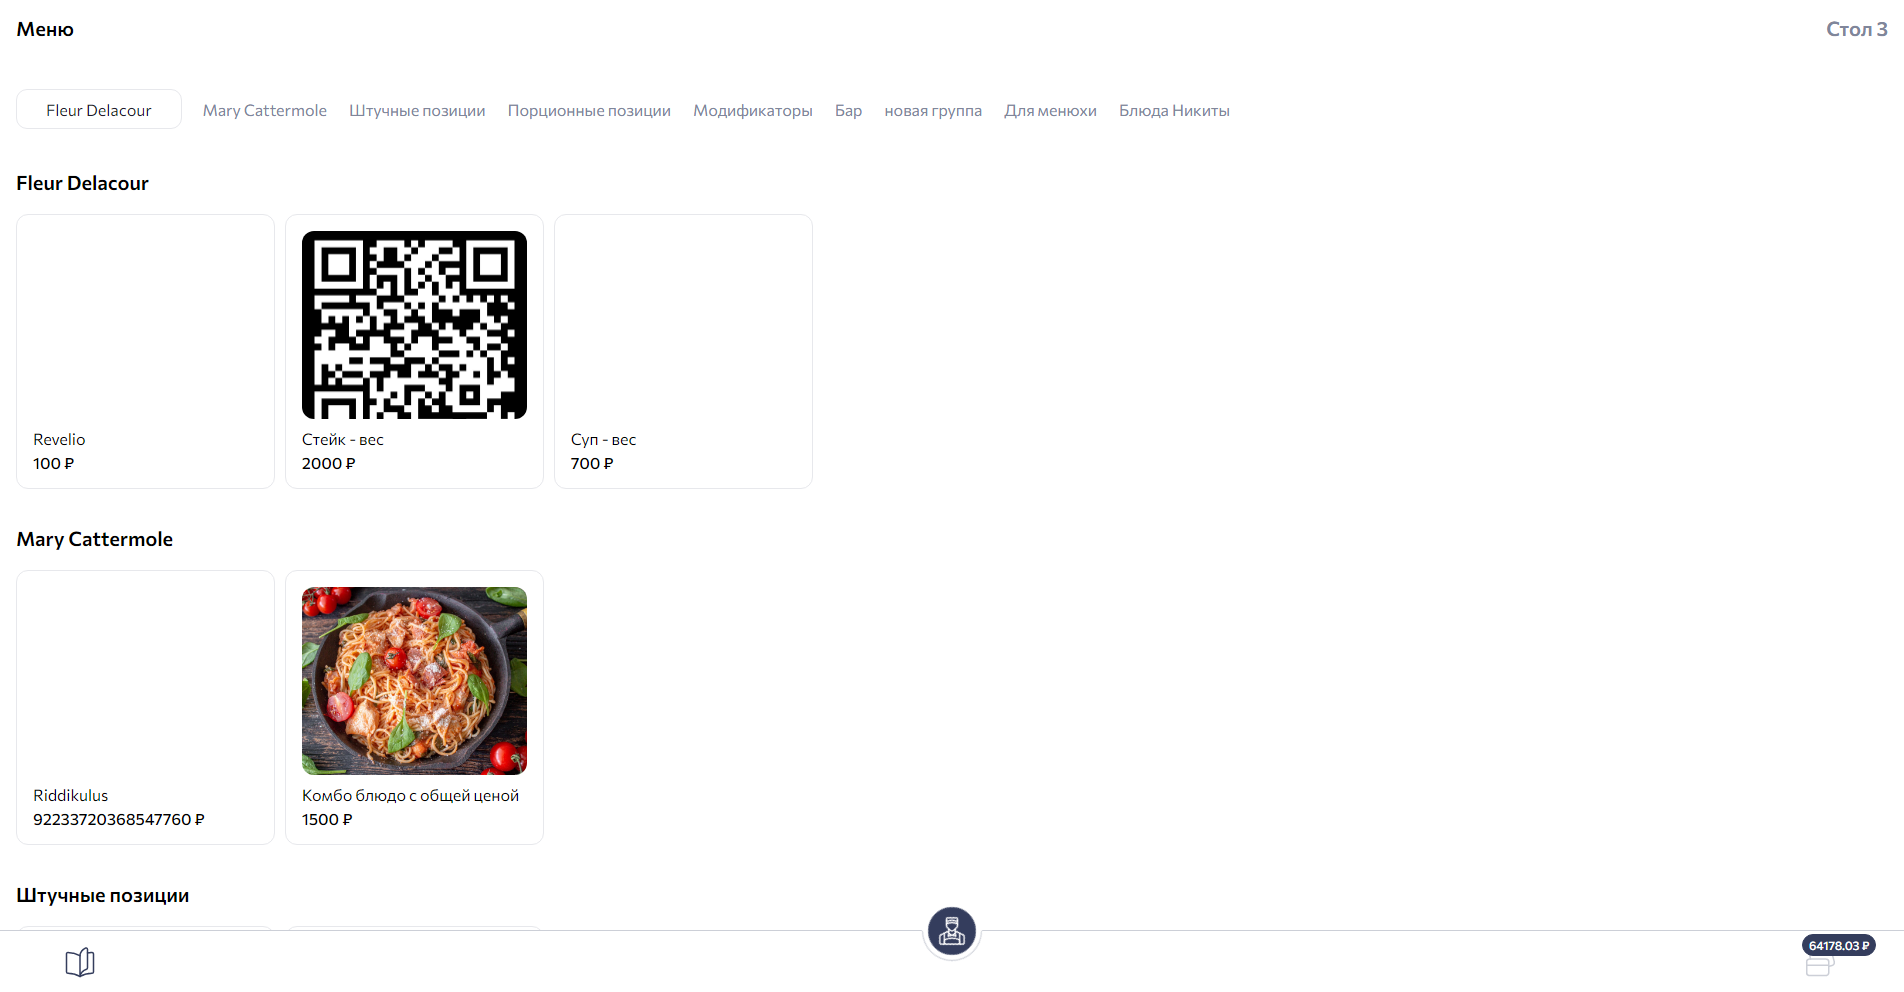 Меню
Стол 3
Fleur Delacour
Mary Cattermole
Штучные позиции
Порционные позиции
Модификаторы
Бар
новая группа
Для менюхи
Блюда Никиты
Fleur Delacour
Revelio
100 ₽
Стейк - вес
2000 ₽
Суп - вес
700 ₽
Mary Cattermole
Riddikulus
92233720368547760 ₽
Комбо блюдо с общей ценой
1500 ₽
Штучные позиции
64178.03 ₽